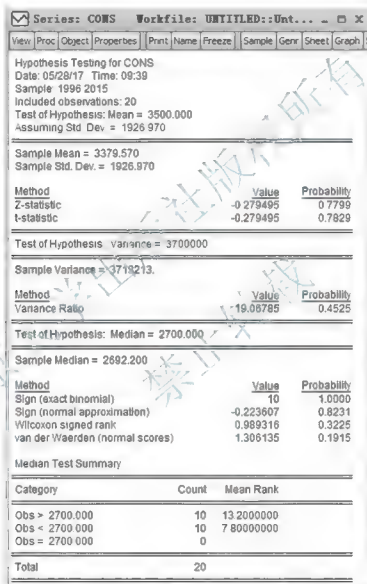 Series: CONS Workfile: UNTITLED::Unt...
View Proc Object Properties Print Name Freeze Sample Genr Sheet Graph
Hypothesis Testing for CONS
Date: 05/28/17 Time: 09:39
Sample: 1996 2015
Included observations: 20
Test of Hypothesis: Mean = 3500.000
Assuming Std. Dev. = 1926.970
Sample Mean = 3379.570
Sample Std. Dev. = 1926.970
Method Value Probability
Z-statistic -0.279495 0.7799
t-statistic -0.279495 0.7829
Test of Hypothesis: Variance = 3700000
Sample Variance = 3713213.
Method Value Probability
Variance Ratio 19.06785 0.4525
Test of Hypothesis: Median = 2700.000
Sample Median = 2692.200
Method Value Probability
Sign (exact binomial) 10 1.0000
Sign (normal approximation) -0.223607 0.8231
Wilcoxon signed rank 0.989316 0.3225
van der Waerden (normal scores) 1.306135 0.1915
Median Test Summary
Category Count Mean Rank
Obs > 2700.000 10 13.2000000
Obs < 2700.000 10 7.80000000
Obs = 2700.000 0
Total 20